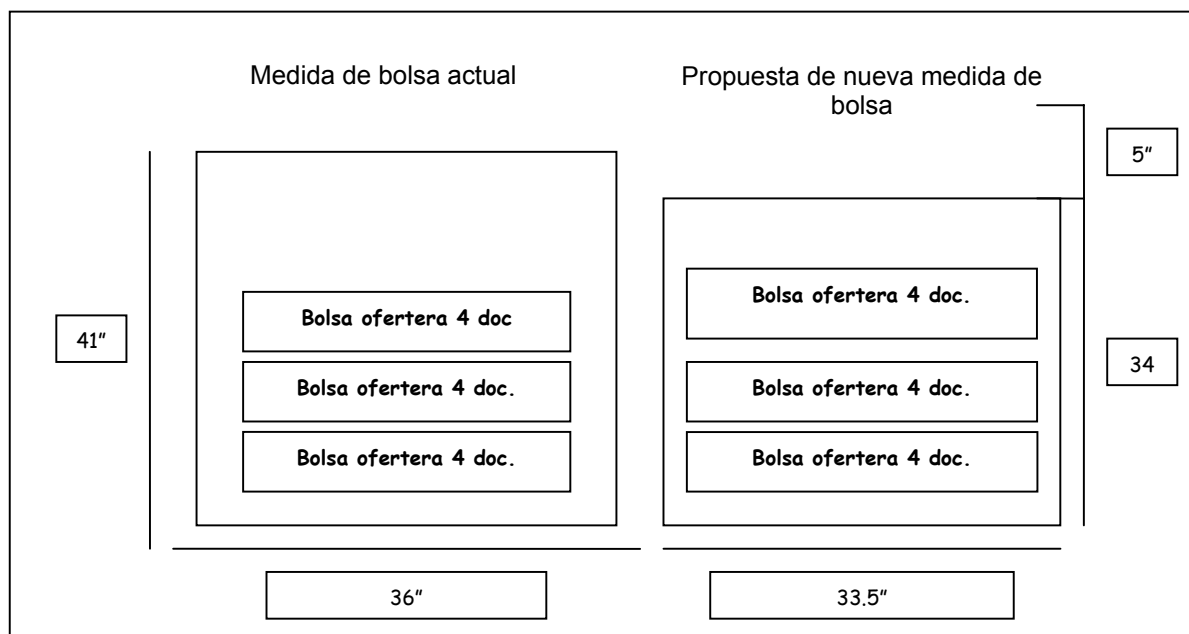 Medida de bolsa actual
Propuesta de nueva medida de
bolsa
5"
41"
34
Bolsa ofertera 4 doc
Bolsa ofertera 4 doc.
Bolsa ofertera 4 doc.
Bolsa ofertera 4 doc.
Bolsa ofertera 4 doc.
Bolsa ofertera 4 doc.
36"
33.5"